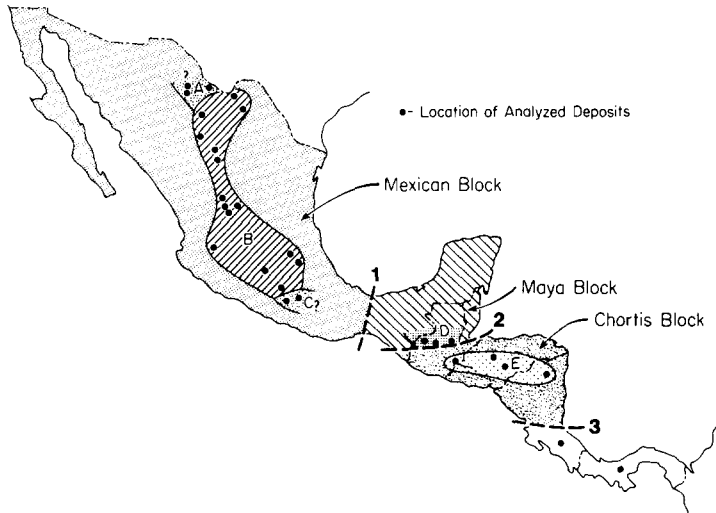 ?
A
●- Location of Analyzed Deposits
Mexican Block
B
1
Maya Block
C?
D
2
Chortis Block
E
3